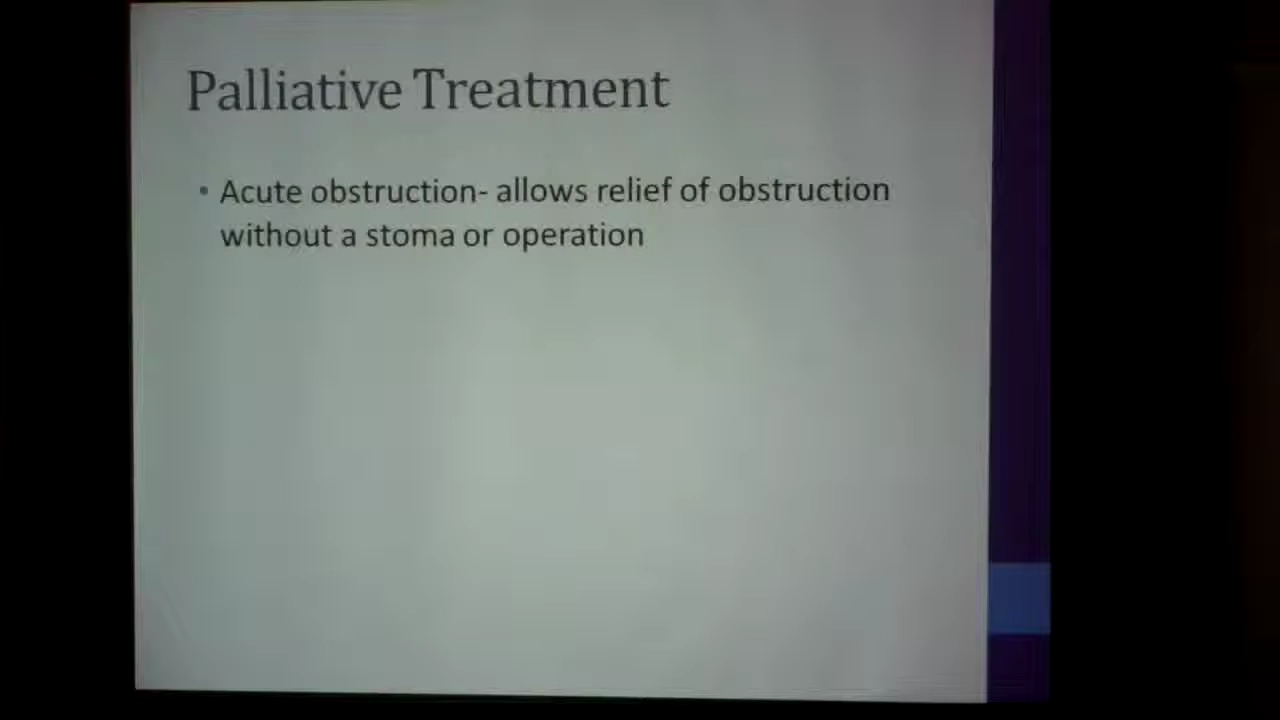 Palliative Treatment
• Acute obstruction- allows relief of obstruction
without a stoma or operation